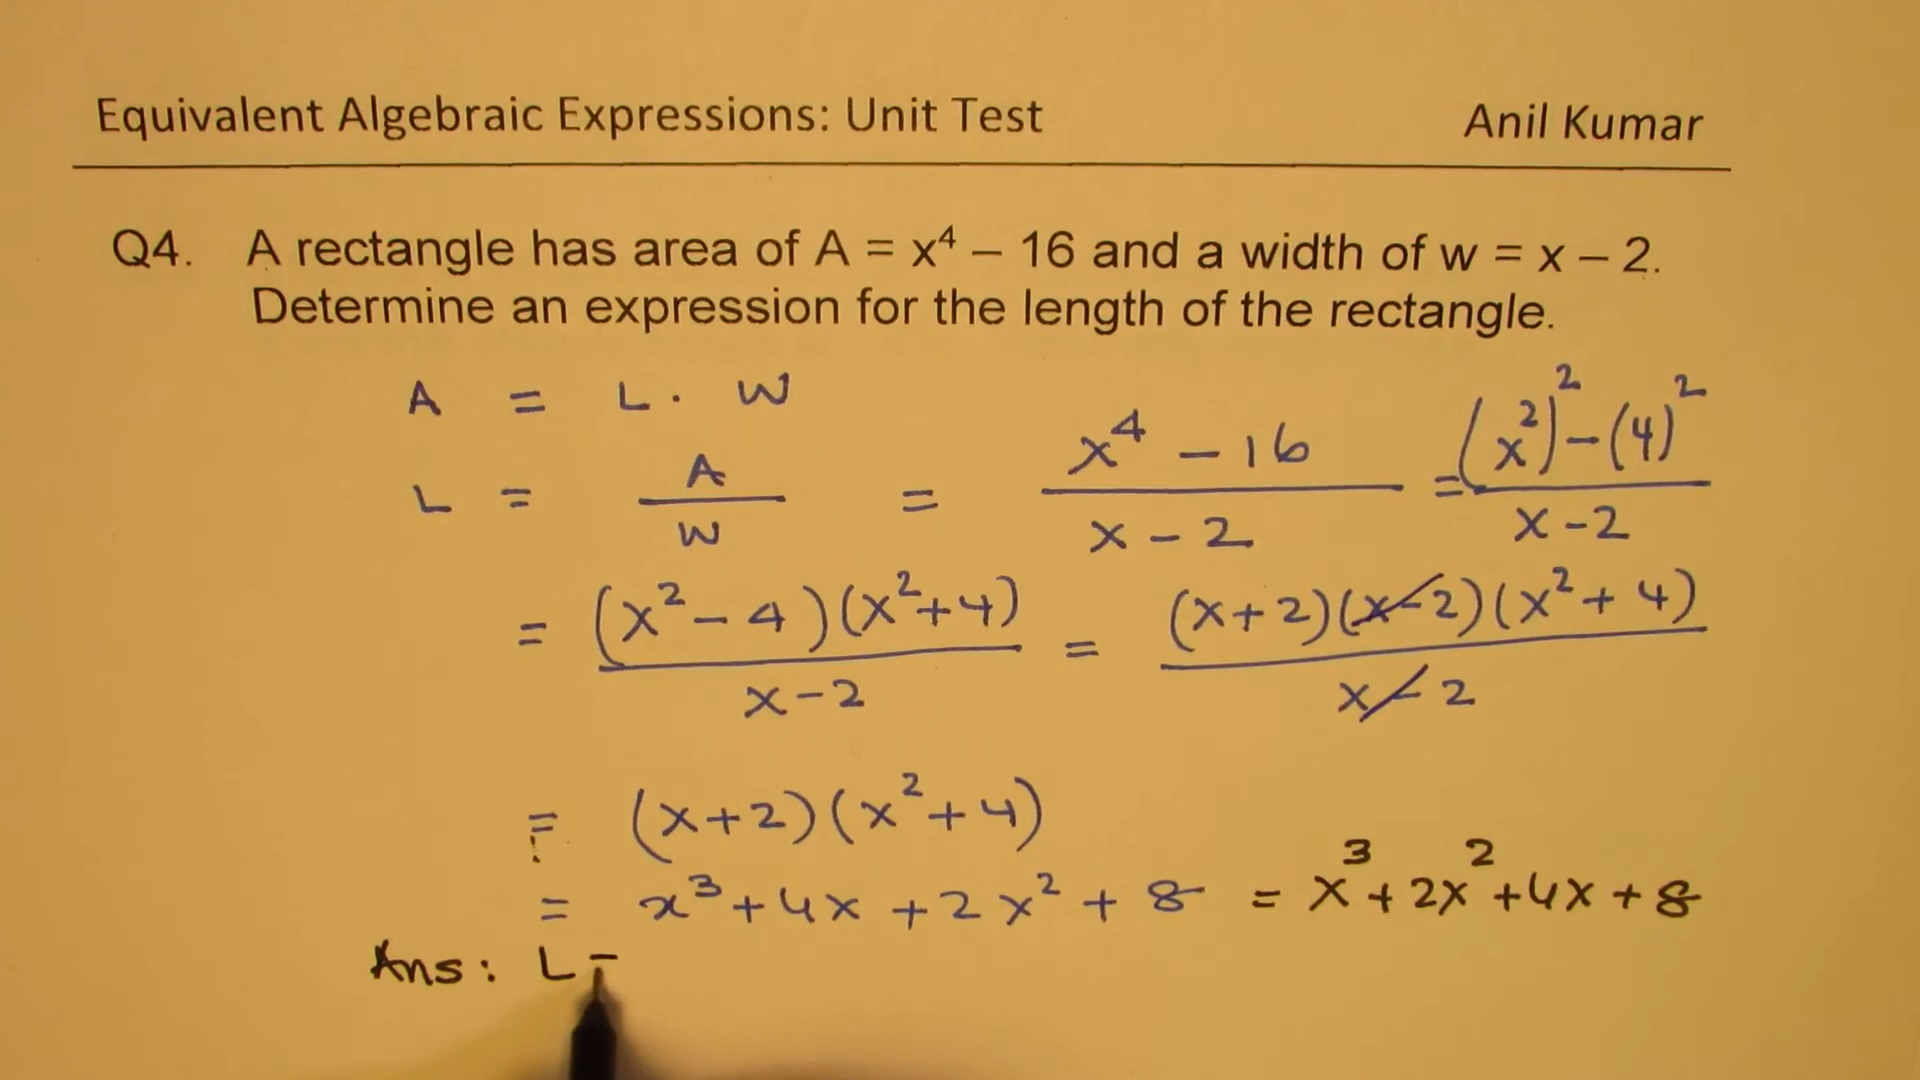 Equivalent Algebraic Expressions: Unit Test Anil Kumar
Q4. A rectangle has area of A = x⁴ – 16 and a width of w = x – 2.
Determine an expression for the length of the rectangle.
A = L · W
L = A/W = (x⁴ - 16)/(x - 2) = ((x²)² - (4)²)/(x - 2)
= (x² - 4)(x² + 4)/(x - 2) = (x + 2)(x - 2)(x² + 4)/(x - 2)
= (x + 2)(x² + 4)
= x³ + 4x + 2x² + 8 = x³ + 2x² + 4x + 8
Ans: L =